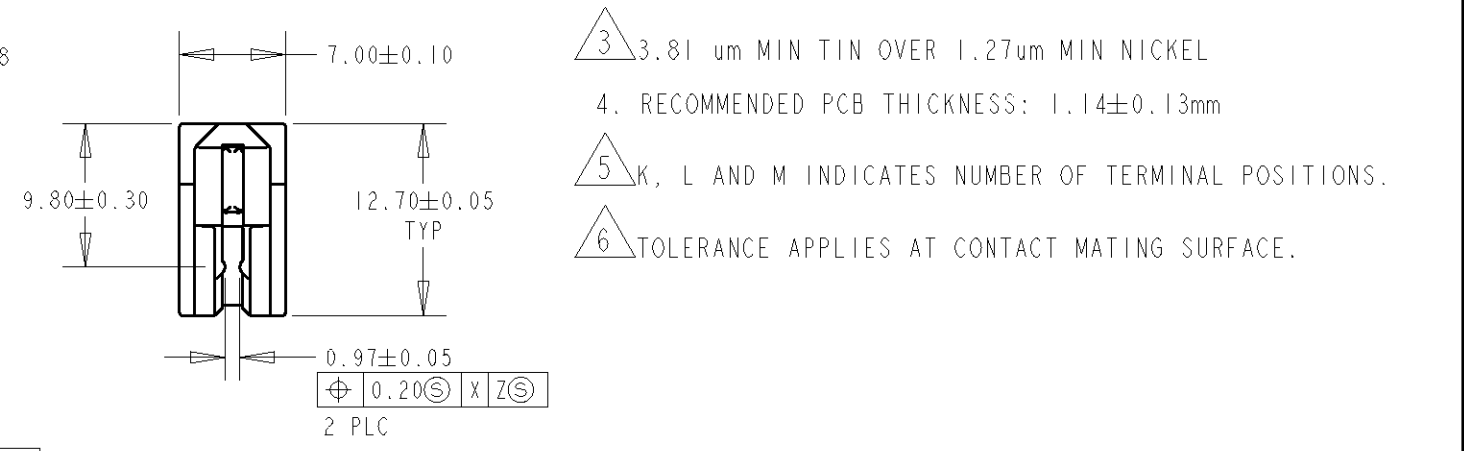 8
7.00±0.10
9.80±0.30
12.70±0.05
TYP
0.97±0.05
⌖ 0.20Ⓢ X ZⓈ
2 PLC
3 3.81 um MIN TIN OVER 1.27um MIN NICKEL
4. RECOMMENDED PCB THICKNESS: 1.14±0.13mm
5 K, L AND M INDICATES NUMBER OF TERMINAL POSITIONS.
6 TOLERANCE APPLIES AT CONTACT MATING SURFACE.